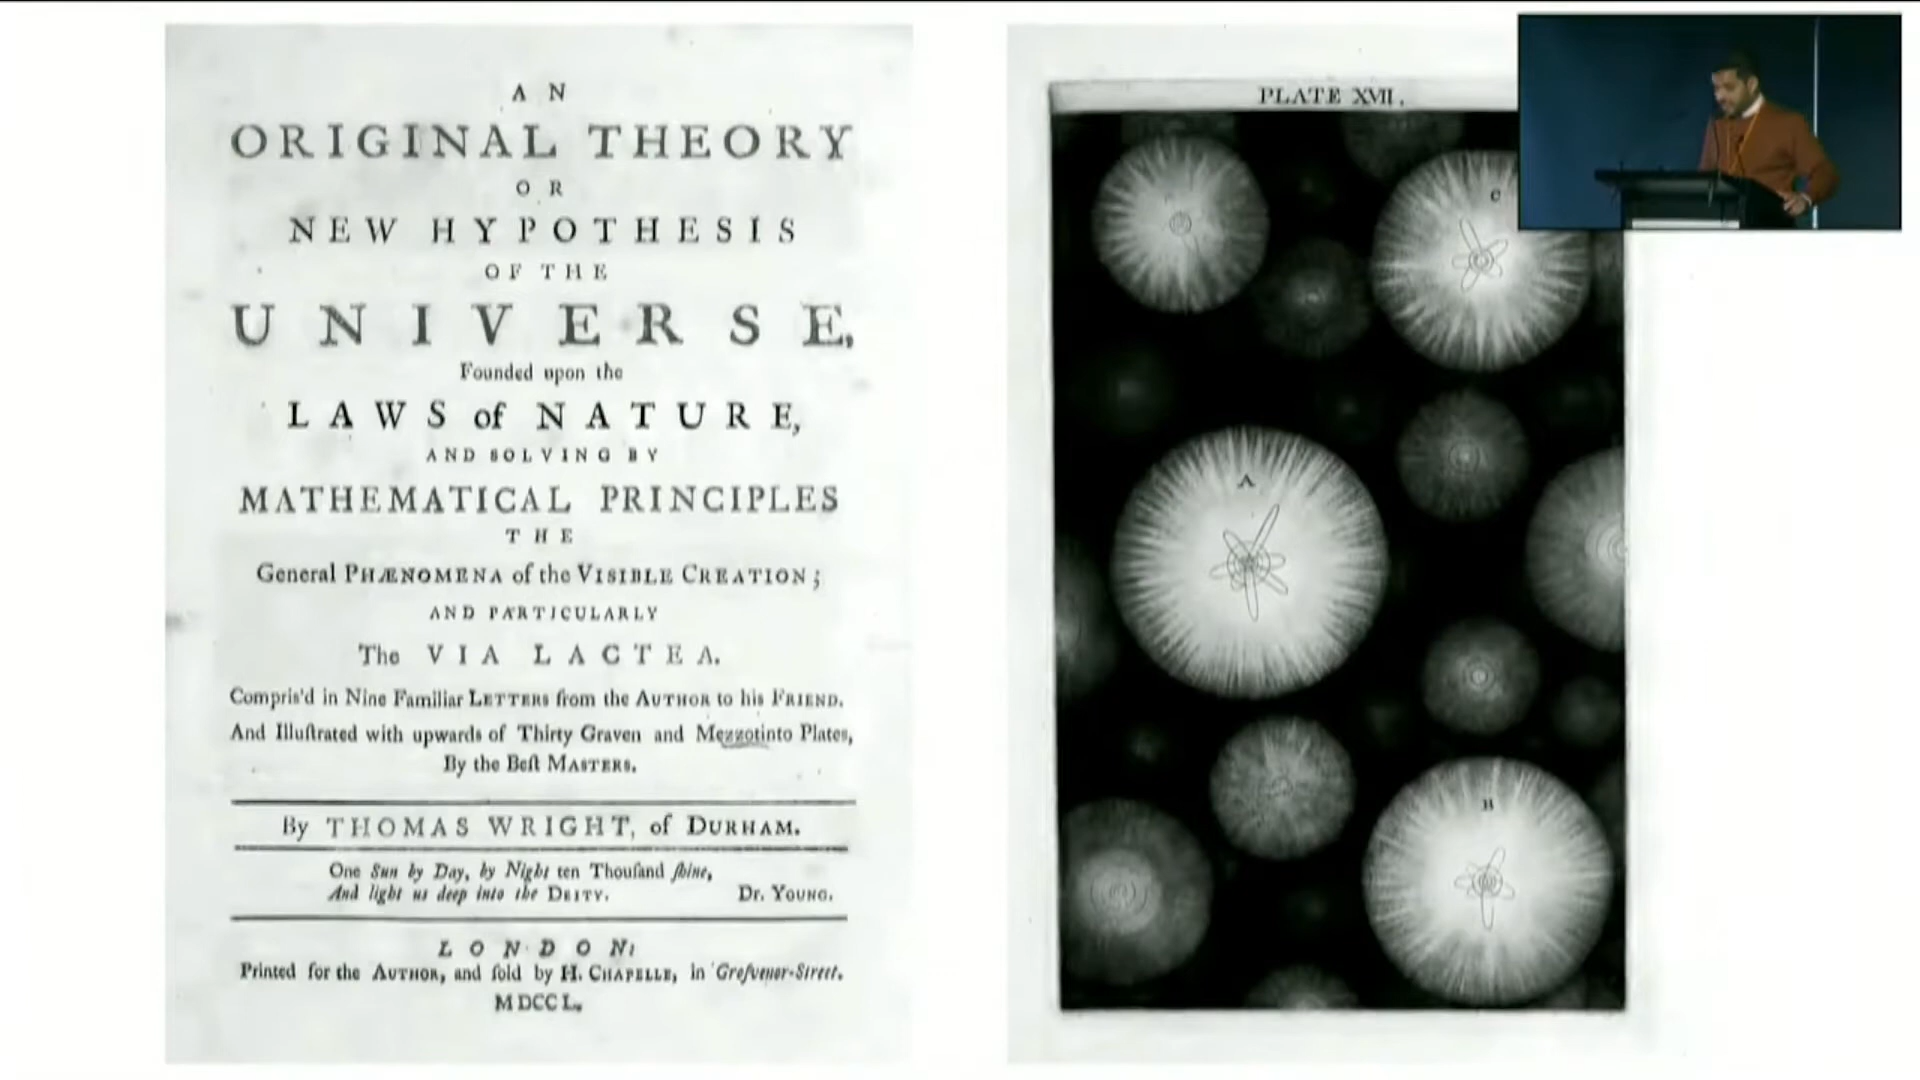 AN
ORIGINAL THEORY
OR
NEW HYPOTHESIS
OF THE
UNIVERSE,
Founded upon the
LAWS of NATURE,
AND SOLVING BY
MATHEMATICAL PRINCIPLES
THE
General PHÆNOMENA of the VISIBLE CREATION;
AND PARTICULARLY
The VIA LACTEA.
Compris'd in Nine Familiar LETTERS from the AUTHOR to his FRIEND.
And Illuſtrated with upwards of Thirty Graven and Mezzotinto Plates,
By the Beſt MASTERS.
By THOMAS WRIGHT, of DURHAM.
One Sun by Day, by Night ten Thouſand ſhine,
And light us deep into the DEITY.
Dr. YOUNG.
LONDON:
Printed for the AUTHOR, and ſold by H. CHAPELLE, in Groſvenor-Street.
MDCCL.
PLATE XVII.
C
A
B